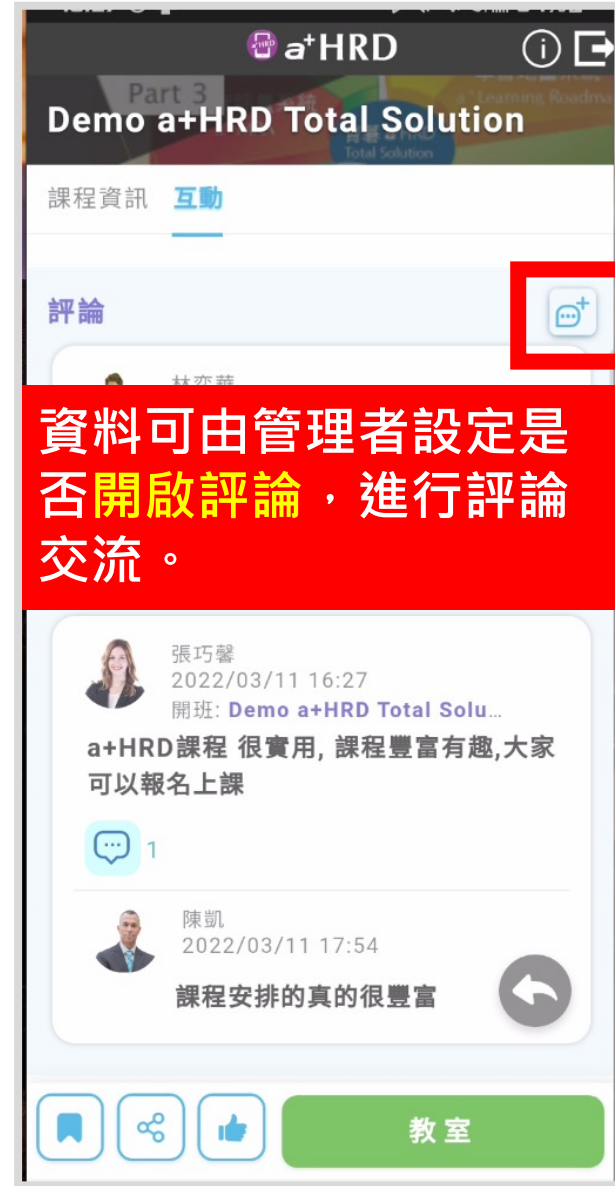 a+HRD
Part 3
Demo a+HRD Total Solution
Total Solution
課程資訊 互動
評論
資料可由管理者設定是
否開啟評論，進行評論
交流。
張巧馨
2022/03/11 16:27
開班: Demo a+HRD Total Solu...
a+HRD課程 很實用, 課程豐富有趣,大家
可以報名上課
1
陳凱
2022/03/11 17:54
課程安排的真的很豐富
教室